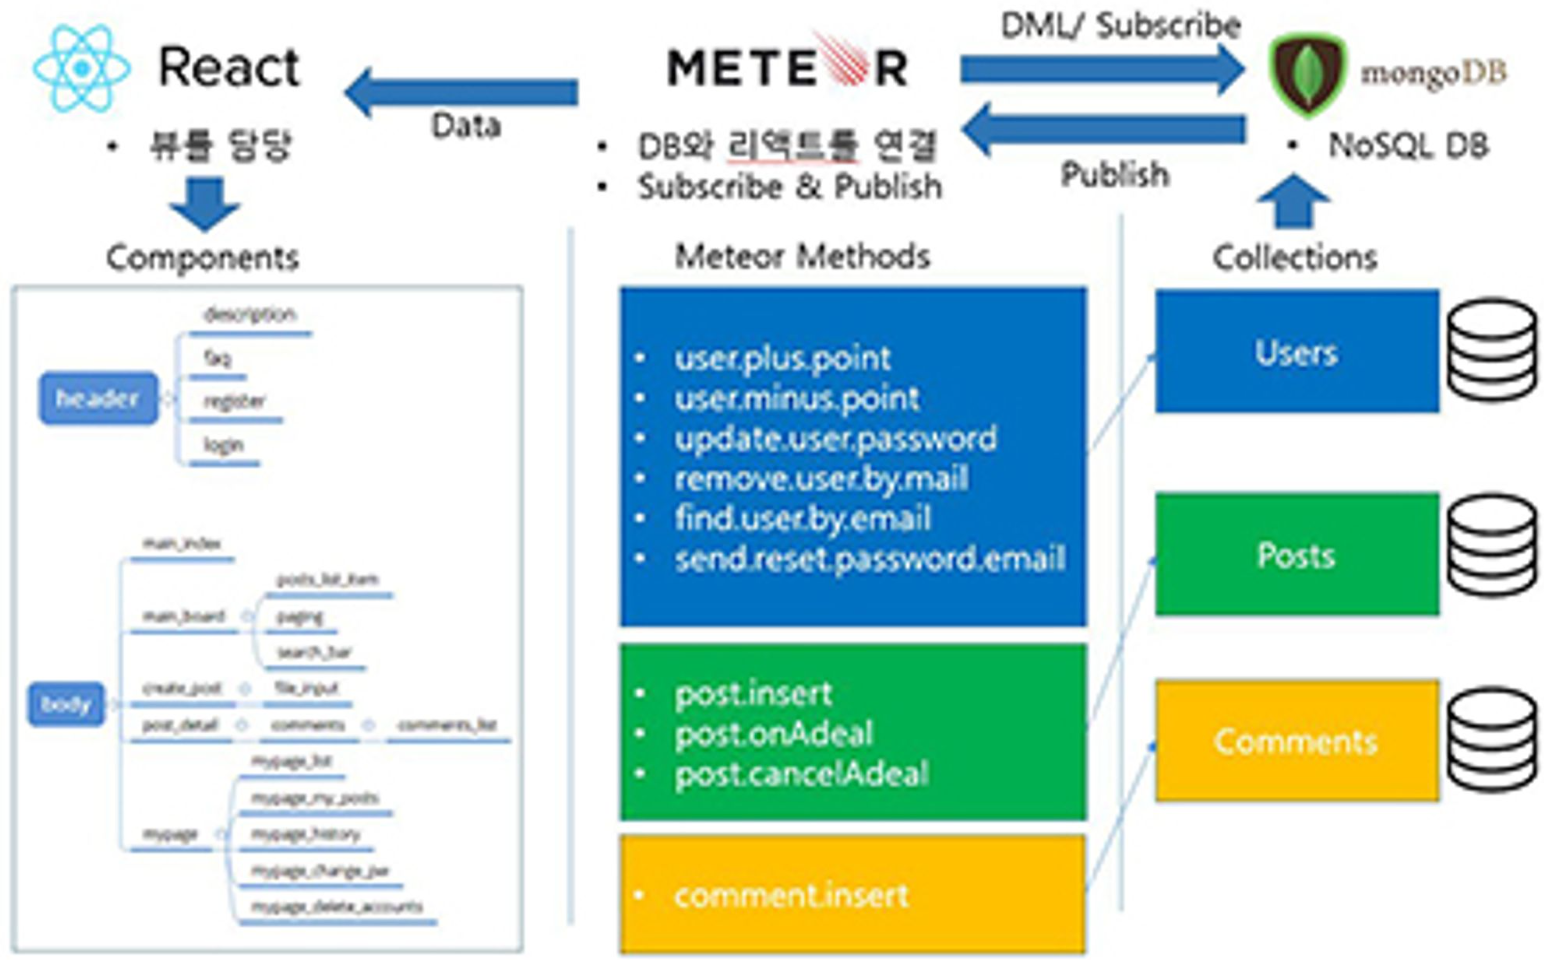 React
• 뷰를 담당
Data
METEOR
• DB와 리액트를 연결
• Subscribe & Publish
DML/ Subscribe
Publish
mongoDB
• NoSQL DB
Components
header
description
faq
register
login
body
main_index
main_board
posts_list_item
paging
search_bar
create_post
file_input
post_detail
comments
comments_list
mypage
mypage_list
mypage_my_posts
mypage_history
mypage_change_pw
mypage_delete_accounts
Meteor Methods
• user.plus.point
• user.minus.point
• update.user.password
• remove.user.by.mail
• find.user.by.email
• send.reset.password.email
• post.insert
• post.onAdeal
• post.cancelAdeal
• comment.insert
Collections
Users
Posts
Comments